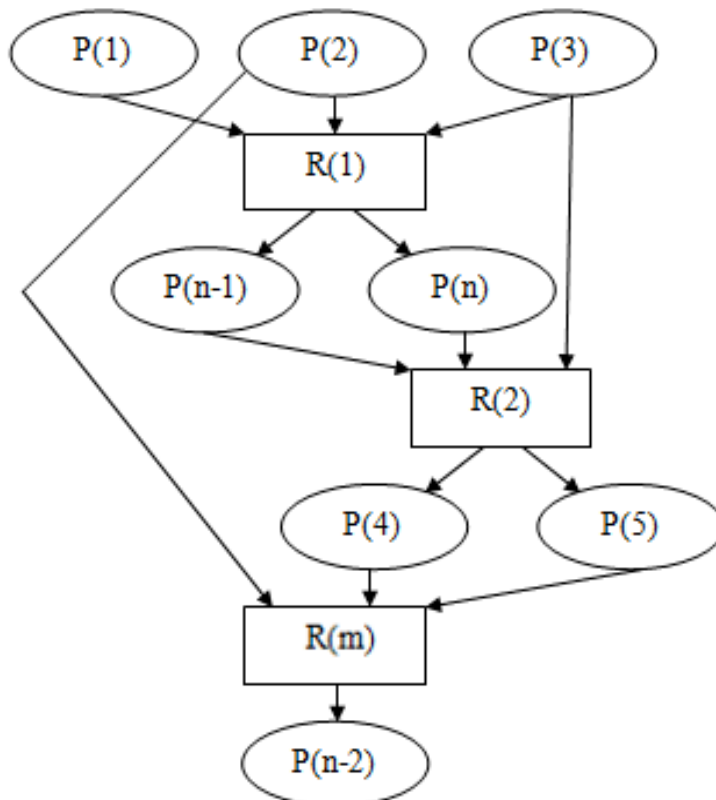 P(1)
P(2)
P(3)
R(1)
P(n-1)
P(n)
R(2)
P(4)
P(5)
R(m)
P(n-2)